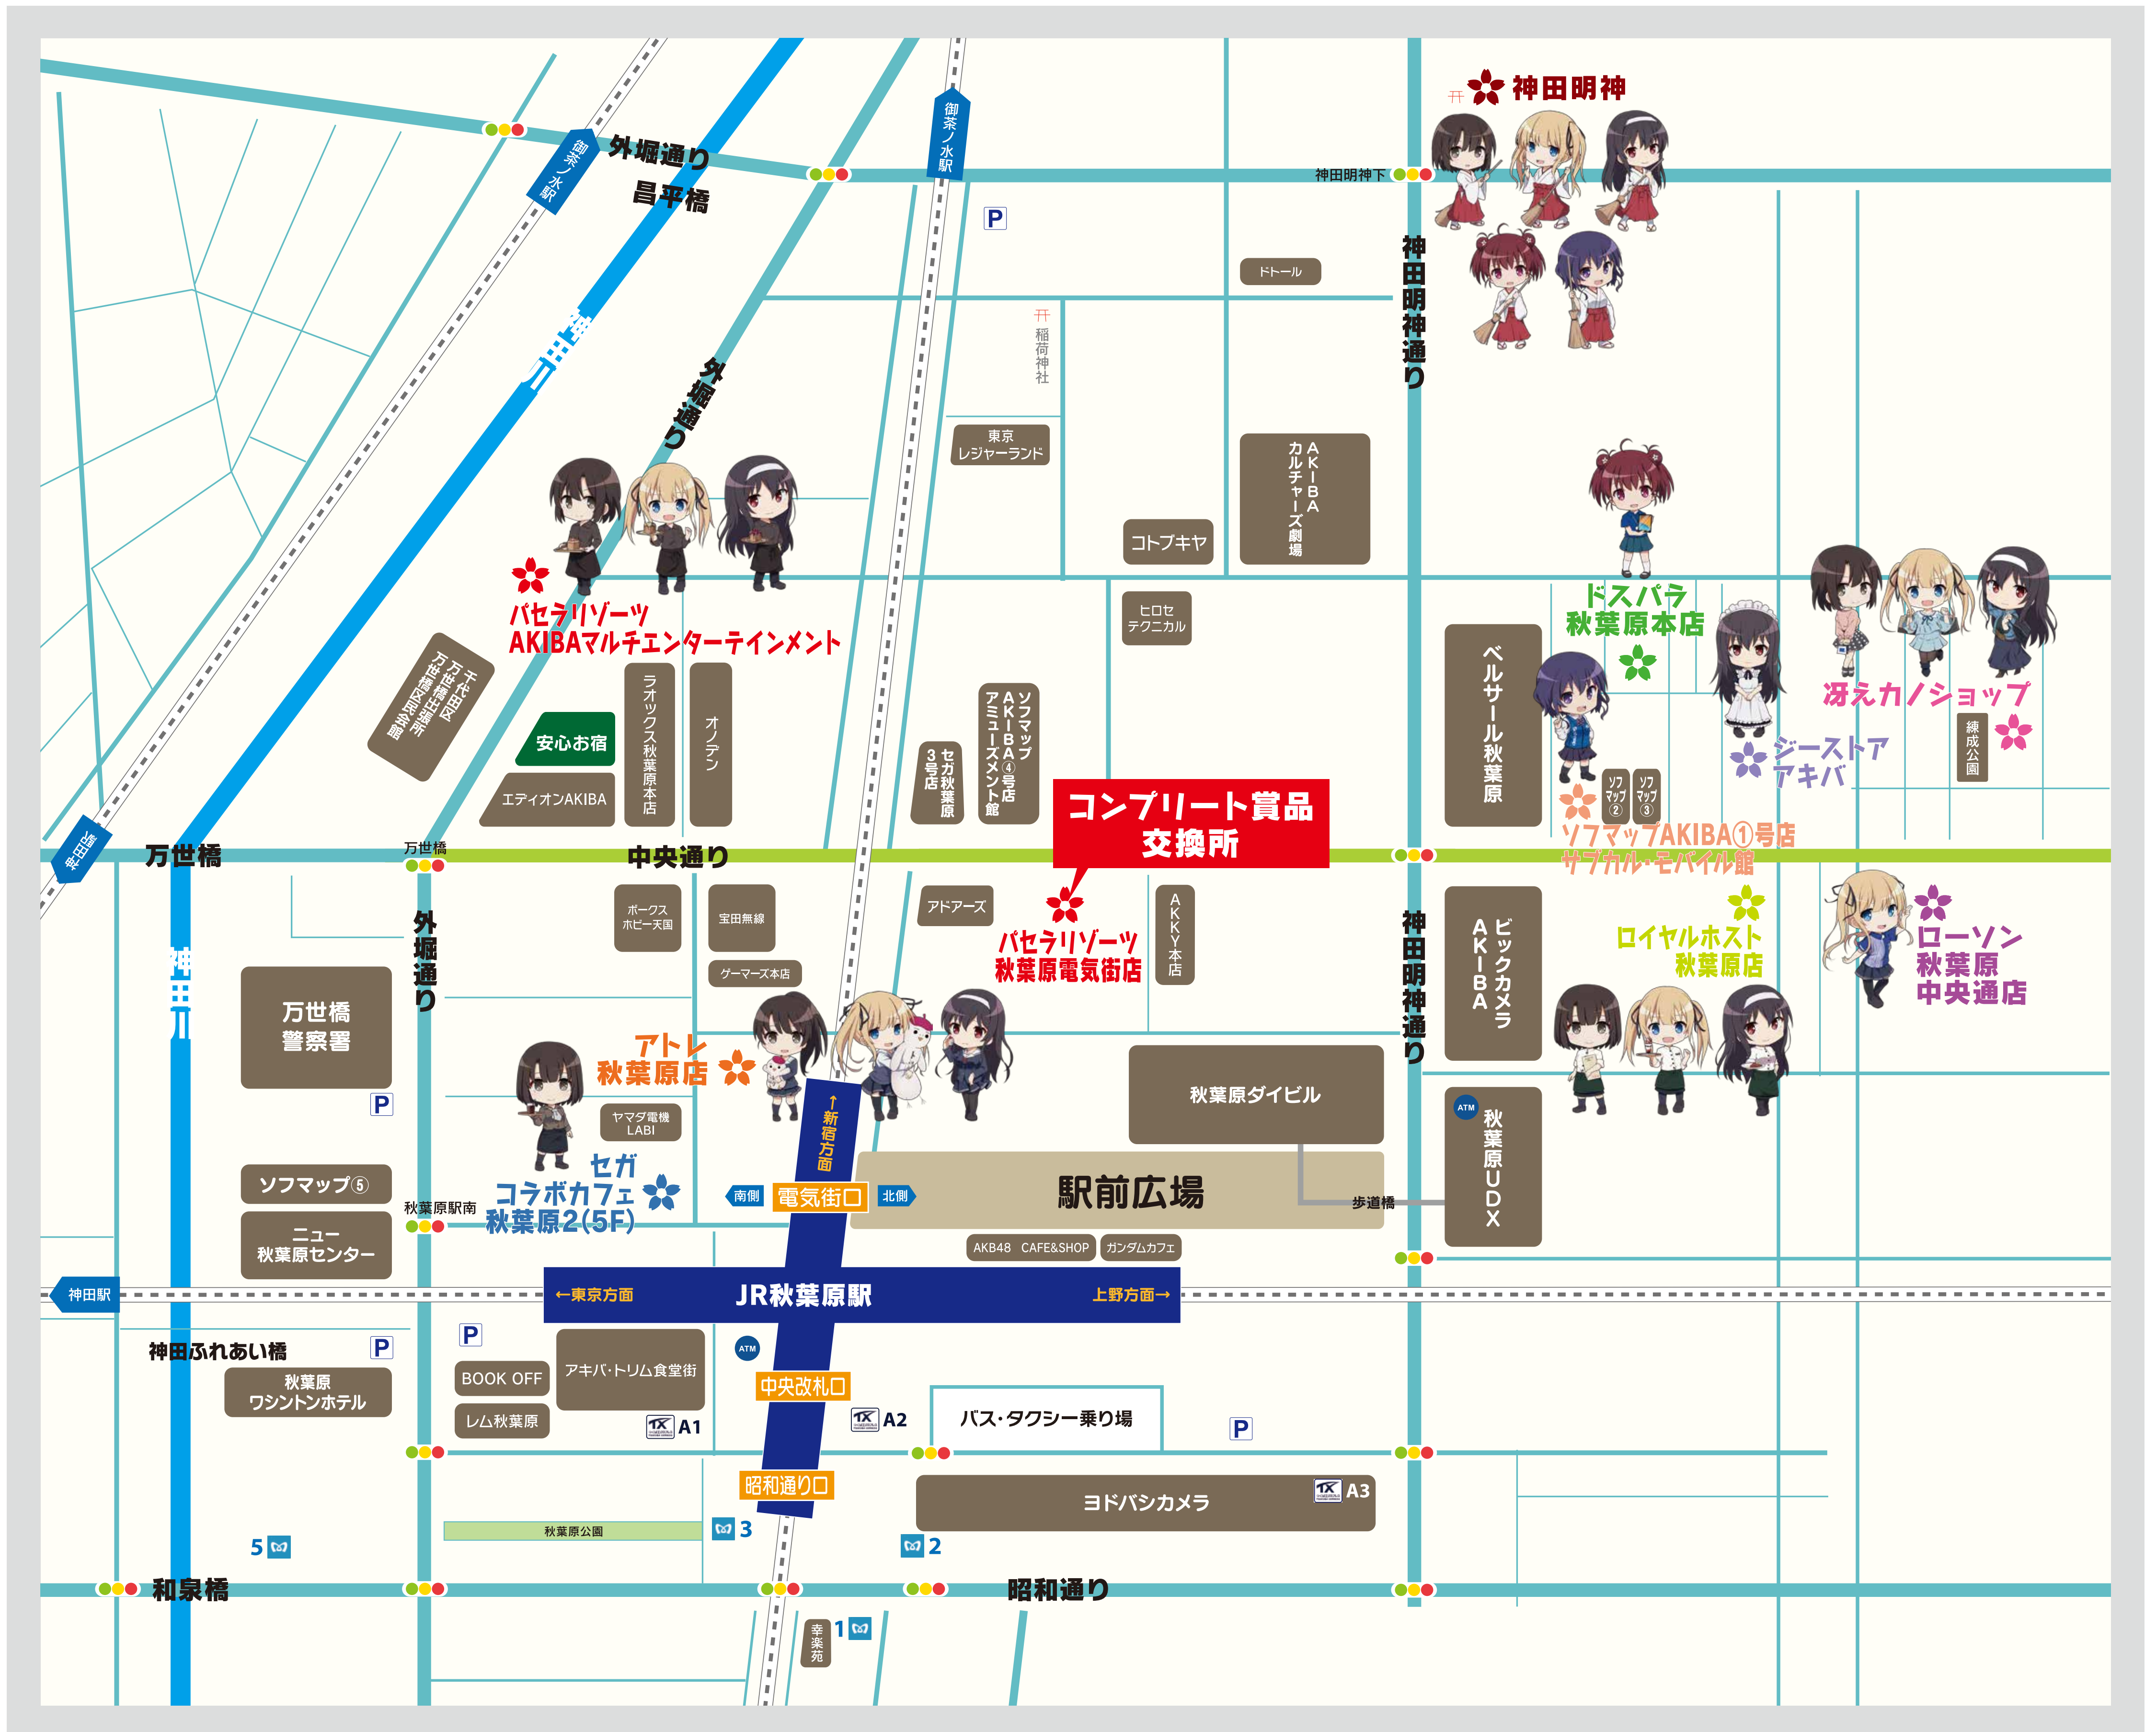 神田明神
外堀通り
昌平橋
御茶ノ水駅
御茶ノ水駅
神田明神下
P
ドトール
神田明神通り
神田川
外堀通り
稲荷神社
東京
レジャーランド
AKIBA
カルチャーズ劇場
コトブキヤ
パセラリゾーツ
AKIBAマルチエンターテインメント
ヒロセ
テクニカル
ドスパラ
秋葉原本店
冴えカノショップ
練成公園
ジーストア
アキバ
ベルサール秋葉原
ソフマップ②
ソフマップ③
ソフマップAKIBA①号店
サブカル・モバイル館
千代田区
万世橋出張所
万世橋区民会館
安心お宿
エディオンAKIBA
ラオックス秋葉原本店
オノデン
セガ秋葉原
3号店
ソフマップ
AKIBA④号店
アミューズメント館
コンプリート賞品
交換所
神田駅
万世橋
万世橋
中央通り
ボークス
ホビー天国
宝田無線
ゲーマーズ本店
アドアーズ
パセラリゾーツ
秋葉原電気街店
AKKY本店
神田明神通り
ビックカメラ
AKIBA
ロイヤルホスト
秋葉原店
ローソン
秋葉原
中央通店
神田川
外堀通り
万世橋
警察署
P
アトレ
秋葉原店
ヤマダ電機
LABI
セガ
コラボカフェ
秋葉原2(5F)
←新宿方面
南側
電気街口
北側
秋葉原ダイビル
駅前広場
歩道橋
ATM
秋葉原UDX
ソフマップ⑤
ニュー
秋葉原センター
秋葉原駅南
AKB48 CAFE&SHOP
ガンダムカフェ
神田駅
←東京方面
JR秋葉原駅
上野方面→
神田ふれあい橋
P
秋葉原
ワシントンホテル
P
BOOK OFF
レム秋葉原
アキバ・トリム食堂街
ATM
中央改札口
TX A1
TX A2
バス・タクシー乗り場
P
昭和通り口
ヨドバシカメラ
TX A3
秋葉原公園
3
2
5
和泉橋
昭和通り
幸楽苑
1